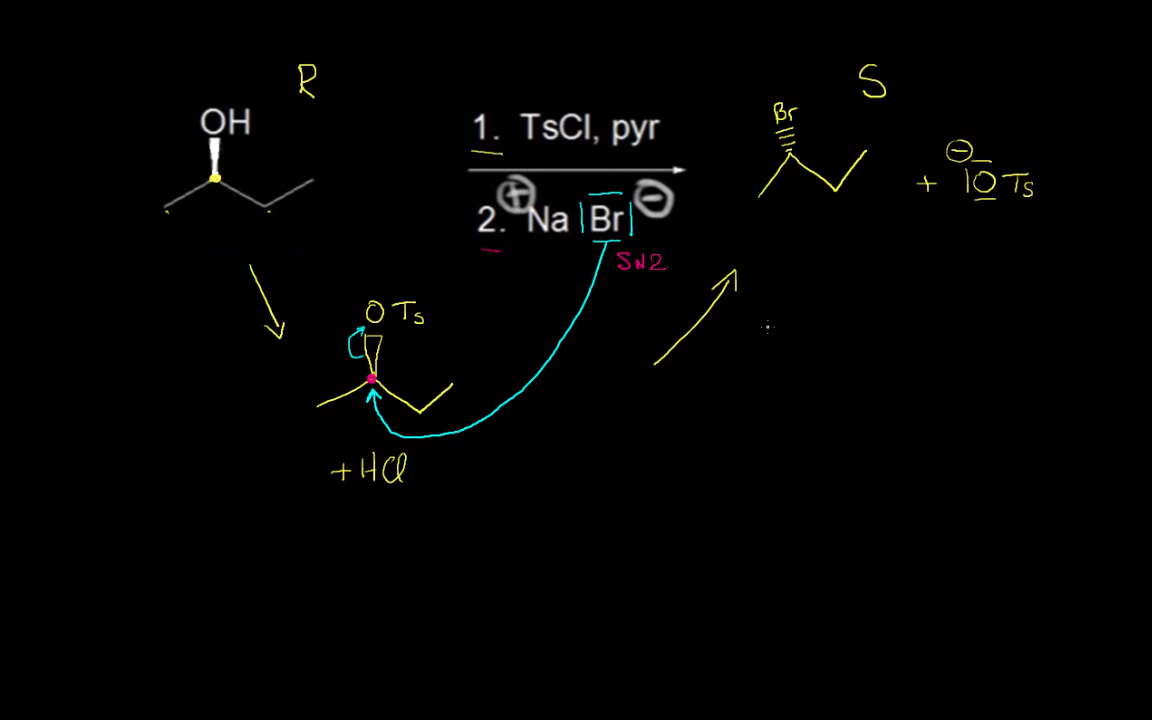 R
S
OH
1. TsCl, pyr
2. Na Br
⊕
⊖
SN2
Br
+ ⊖ |O Ts
O Ts
+HCl